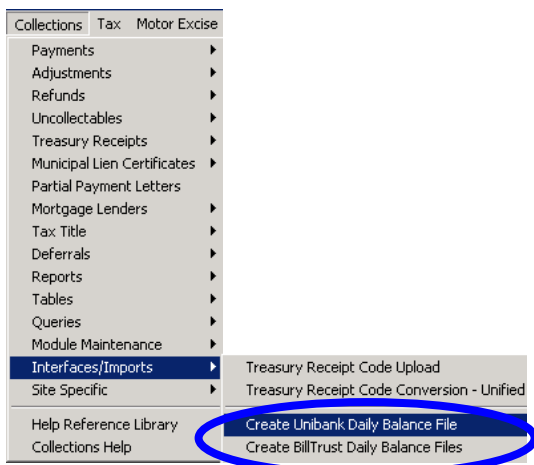 Collections Tax Motor Excise
Payments
Adjustments
Refunds
Uncollectables
Treasury Receipts
Municipal Lien Certificates
Partial Payment Letters
Mortgage Lenders
Tax Title
Deferrals
Reports
Tables
Queries
Module Maintenance
Interfaces/Imports
Site Specific
Help Reference Library
Collections Help
Treasury Receipt Code Upload
Treasury Receipt Code Conversion - Unified
Create Unibank Daily Balance File
Create BillTrust Daily Balance Files